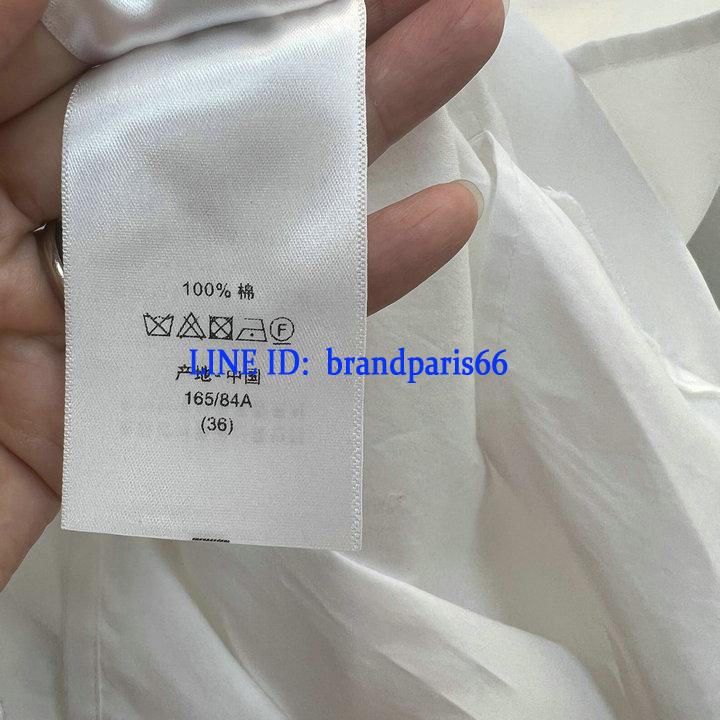 100% 棉
F
LINE ID: brandparis66
产地 - 中国
165/84A
(36)